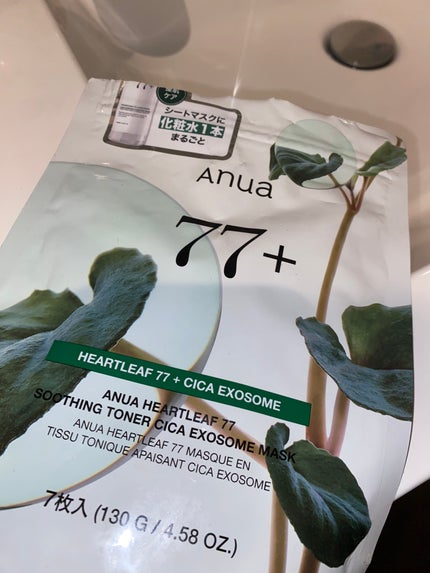 ケア
シートマスクに
化粧水1本
まるごと
Anua
77+
HEARTLEAF 77 + CICA EXOSOME
ANUA HEARTLEAF 77
SOOTHING TONER CICA EXOSOME MASK
ANUA HEARTLEAF 77 MASQUE EN
TISSU TONIQUE APAISANT CICA EXOSOME
7枚入 (130 G / 4.58 OZ.)